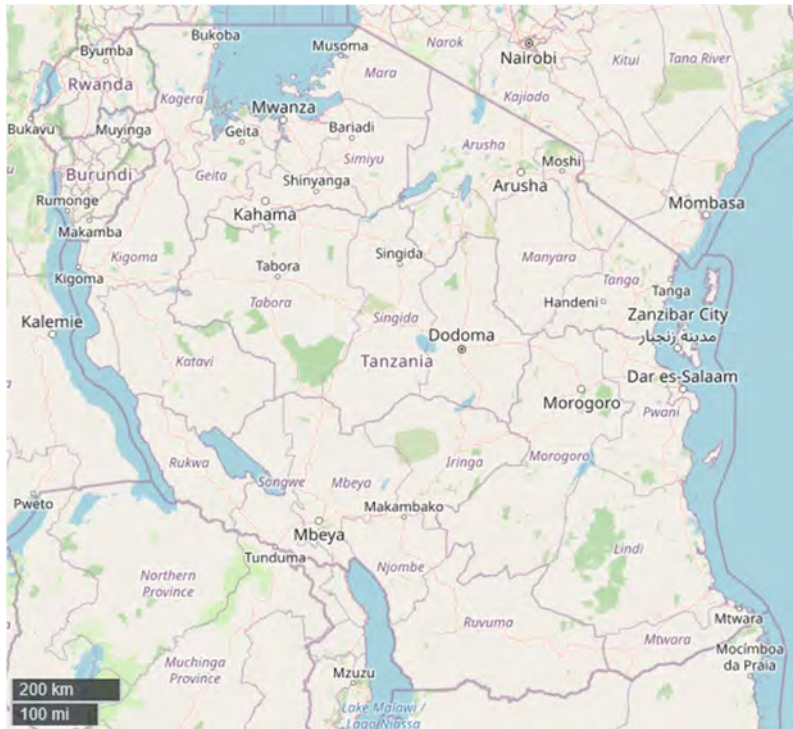 Byumba
Bukoba
Musoma
Narok
Nairobi
Kitui
Tana River
Rwanda
Kagera
Mara
Kajiado
Bukavu
Muyinga
Mwanza
Geita
Bariadi
Simiyu
Arusha
Moshi
Burundi
Geita
Shinyanga
Arusha
Rumonge
Kahama
Mombasa
Makamba
Kigoma
Singida
Manyara
Kigoma
Tabora
Tanga
Tanga
Tabora
Handeni
Kalemie
Singida
Zanzibar City
مدينة زنجبار
Dodoma
Katavi
Tanzania
Dar es-Salaam
Morogoro
Pwani
Rukwa
Songwe
Mbeya
Iringa
Morogoro
Pweto
Makambako
Mbeya
Tunduma
Lindi
Northern
Province
Njombe
Ruvuma
Mtwara
Mtwara
Muchinga
Province
Mzuzu
Mocímboa
da Praia
200 km
100 mi
Lake Malawi /
Lago Niassa